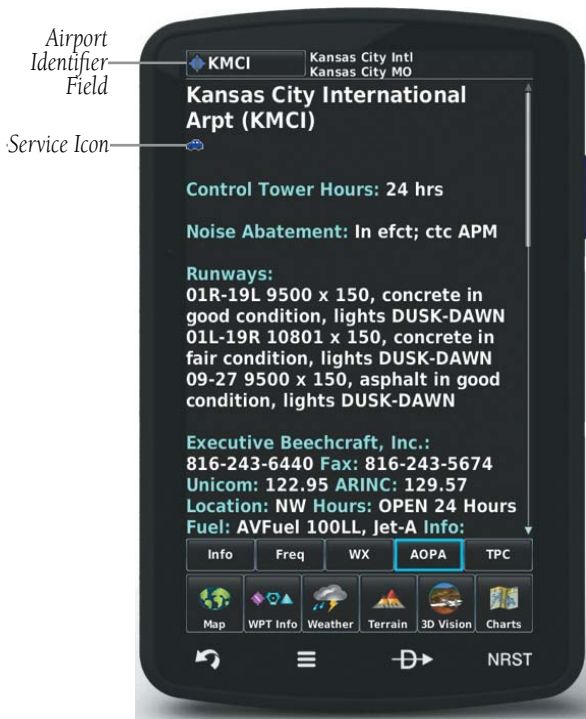 Airport
Identifier
Field
Service Icon
KMCI
Kansas City Intl
Kansas City MO
Kansas City International
Arpt (KMCI)
Control Tower Hours: 24 hrs
Noise Abatement: In efct; ctc APM
Runways:
01R-19L 9500 x 150, concrete in
good condition, lights DUSK-DAWN
01L-19R 10801 x 150, concrete in
fair condition, lights DUSK-DAWN
09-27 9500 x 150, asphalt in good
condition, lights DUSK-DAWN
Executive Beechcraft, Inc.:
816-243-6440 Fax: 816-243-5674
Unicom: 122.95 ARINC: 129.57
Location: NW Hours: OPEN 24 Hours
Fuel: AVFuel 100LL, Jet-A Info:
Info Freq WX AOPA TPC
Map WPT Info Weather Terrain 3D Vision Charts
D NRST